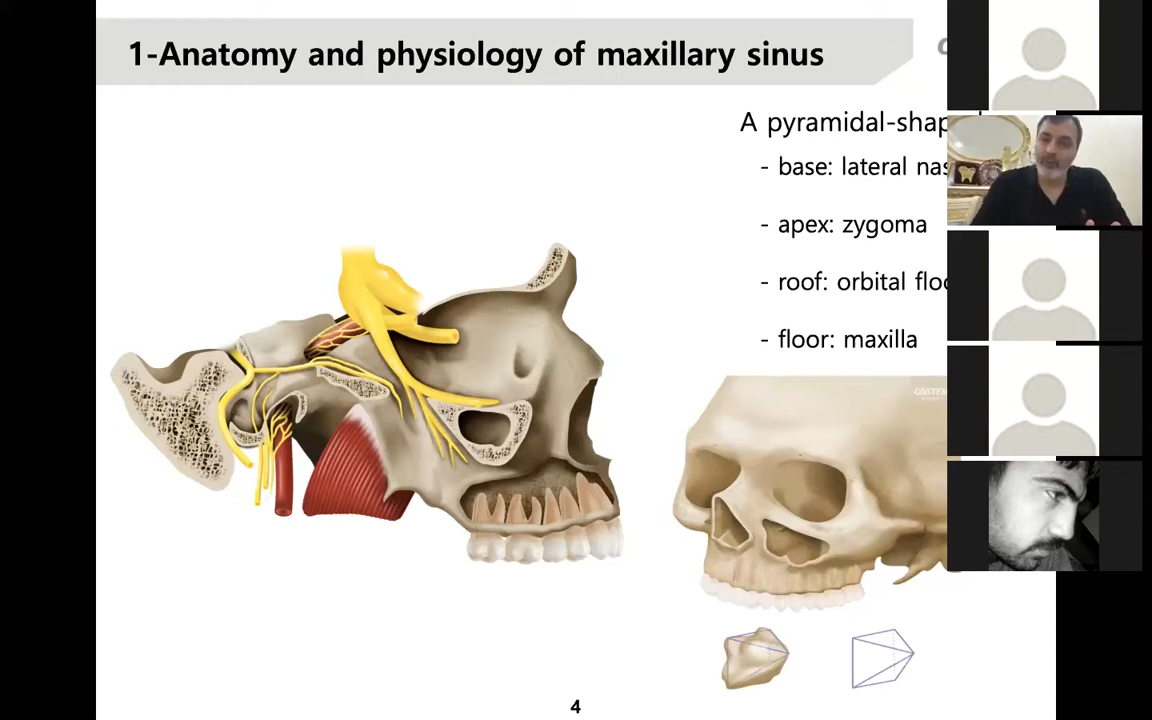 1-Anatomy and physiology of maxillary sinus
A pyramidal-shap
- base: lateral nas
- apex: zygoma
- roof: orbital floo
- floor: maxilla
OSSTEM
4